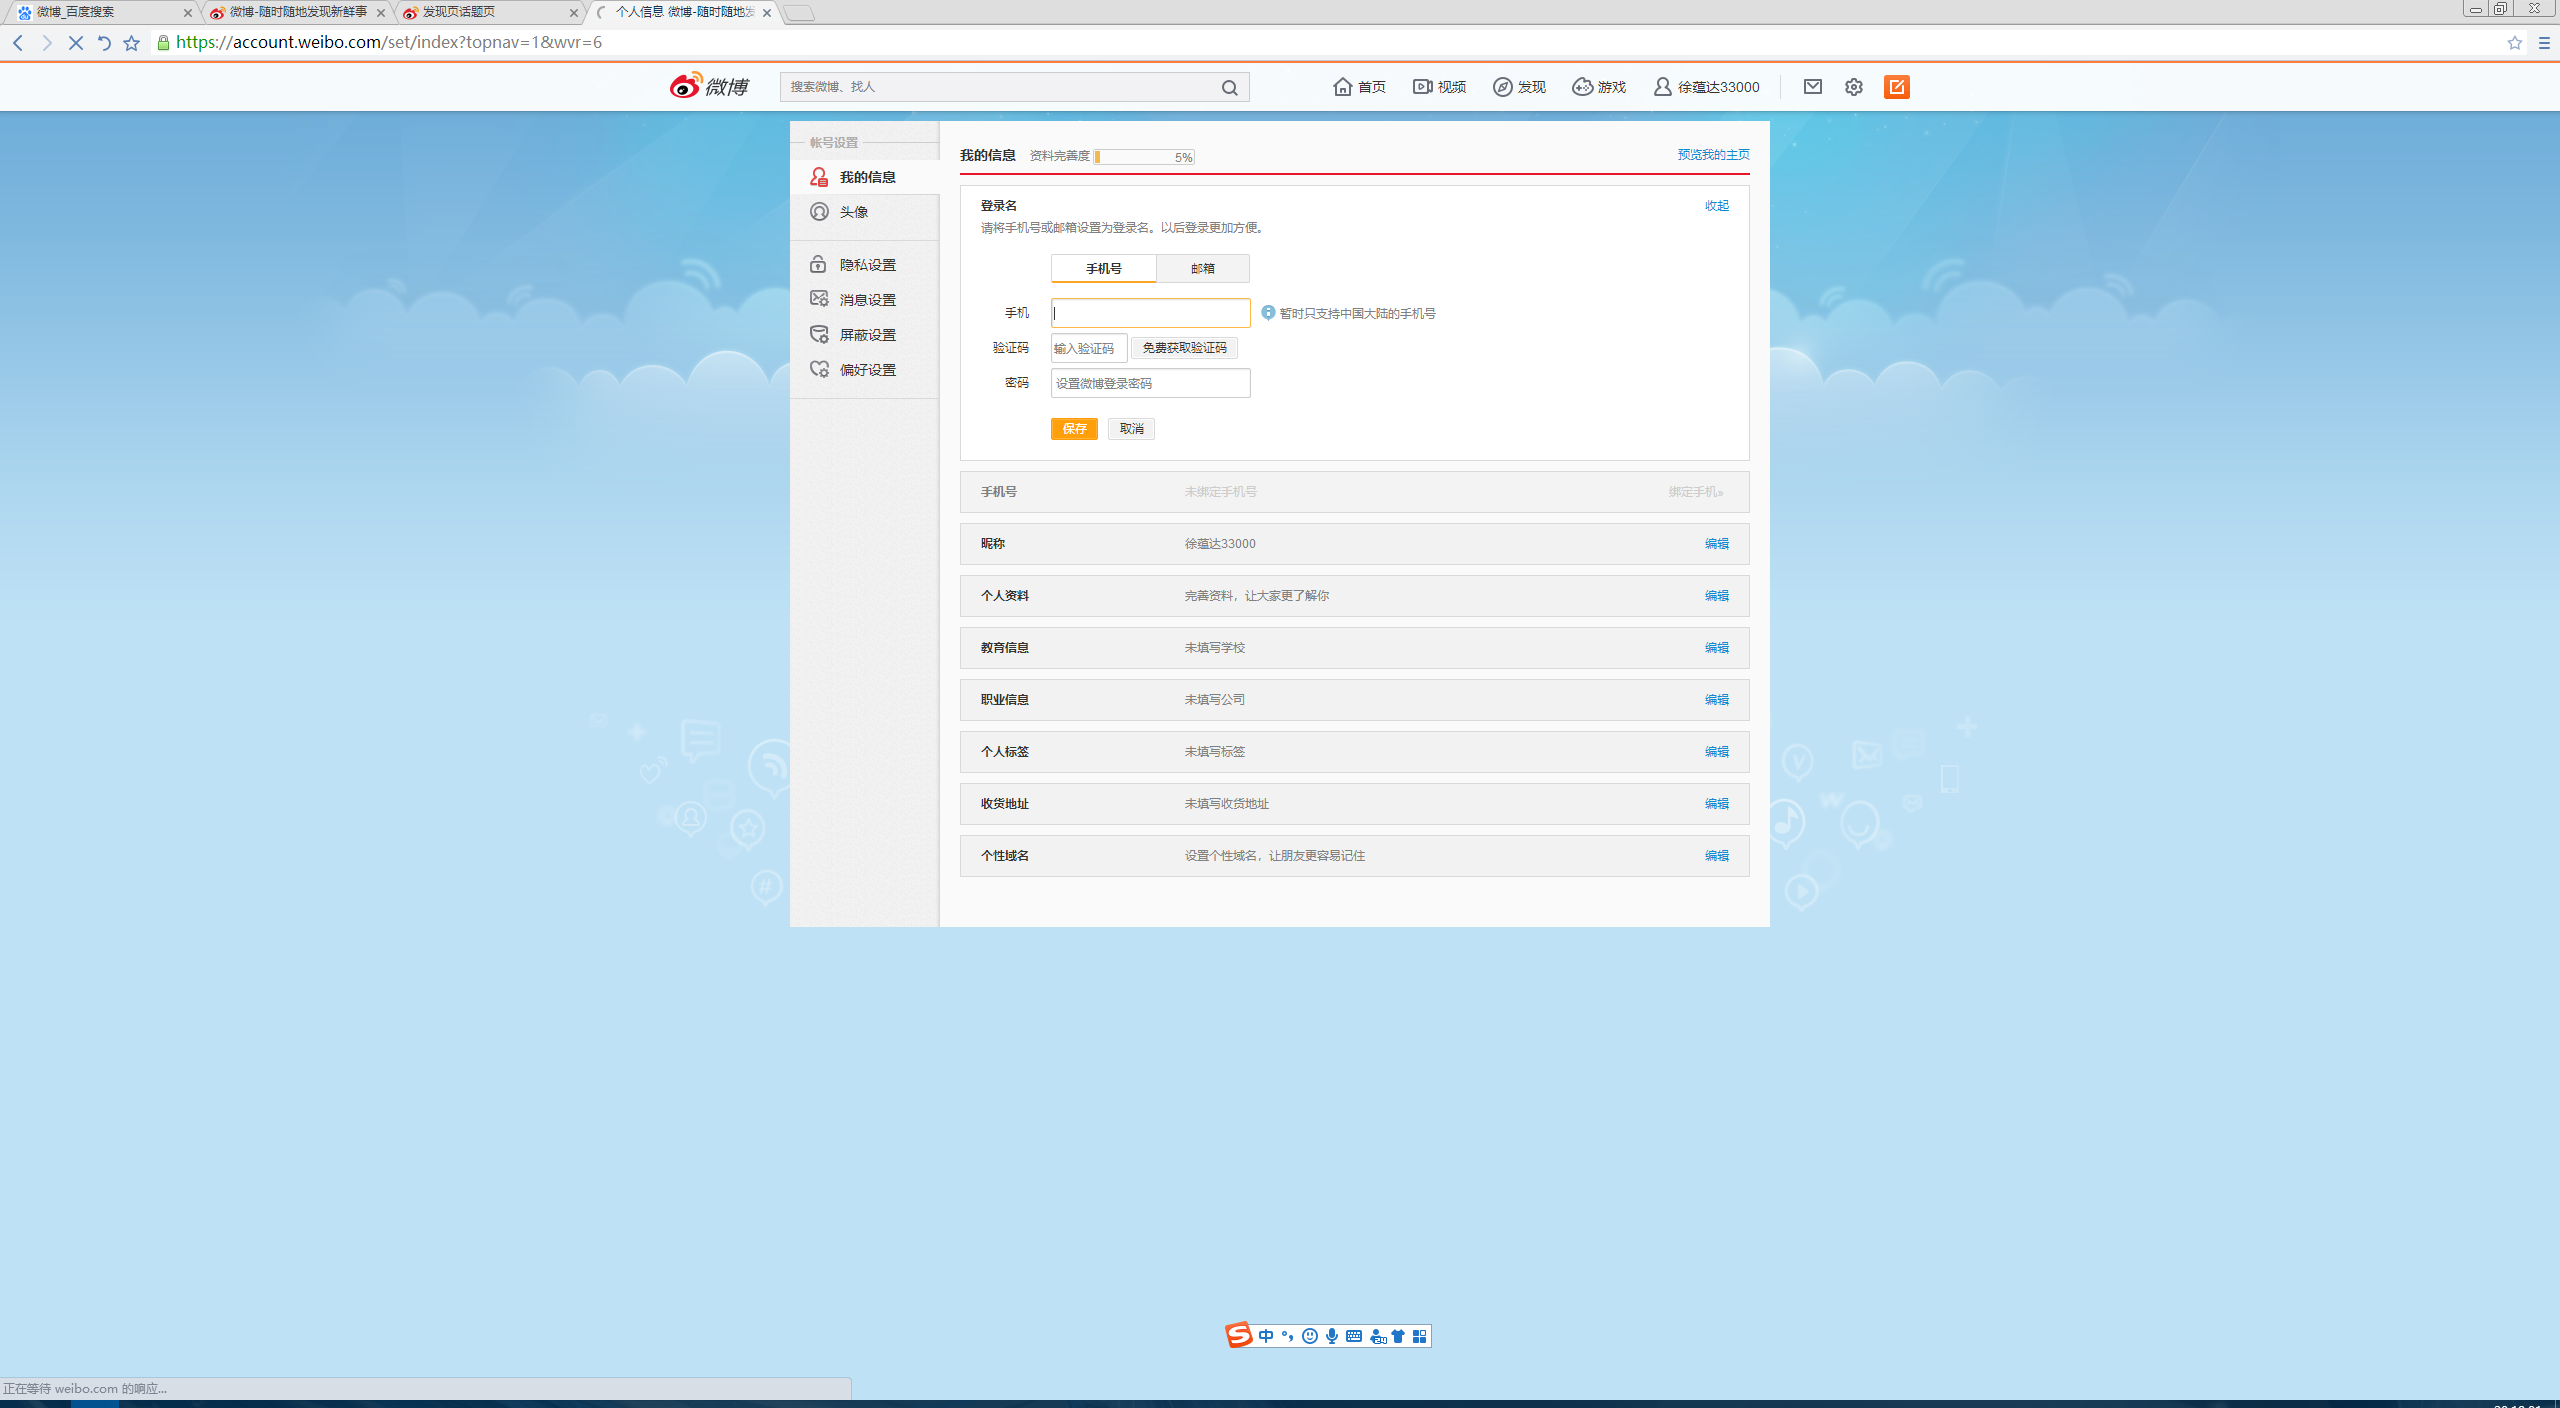 微博_百度搜索
微博-随时随地发现新鲜事
发现页话题页
个人信息 微博-随时随地发
https://account.weibo.com/set/index?topnav=1&wvr=6
微博
搜索微博、找人
首页
视频
发现
游戏
徐蕴达33000
帐号设置
我的信息
头像
隐私设置
消息设置
屏蔽设置
偏好设置
我的信息 资料完善度 5% 预览我的主页
登录名 收起
请将手机号或邮箱设置为登录名。以后登录更加方便。
手机号 邮箱
手机 暂时只支持中国大陆的手机号
验证码 输入验证码 免费获取验证码
密码 设置微博登录密码
保存 取消
手机号 未绑定手机号 绑定手机»
昵称 徐蕴达33000 编辑
个人资料 完善资料，让大家更了解你 编辑
教育信息 未填写学校 编辑
职业信息 未填写公司 编辑
个人标签 未填写标签 编辑
收货地址 未填写收货地址 编辑
个性域名 设置个性域名，让朋友更容易记住 编辑
中
正在等待 weibo.com 的响应...